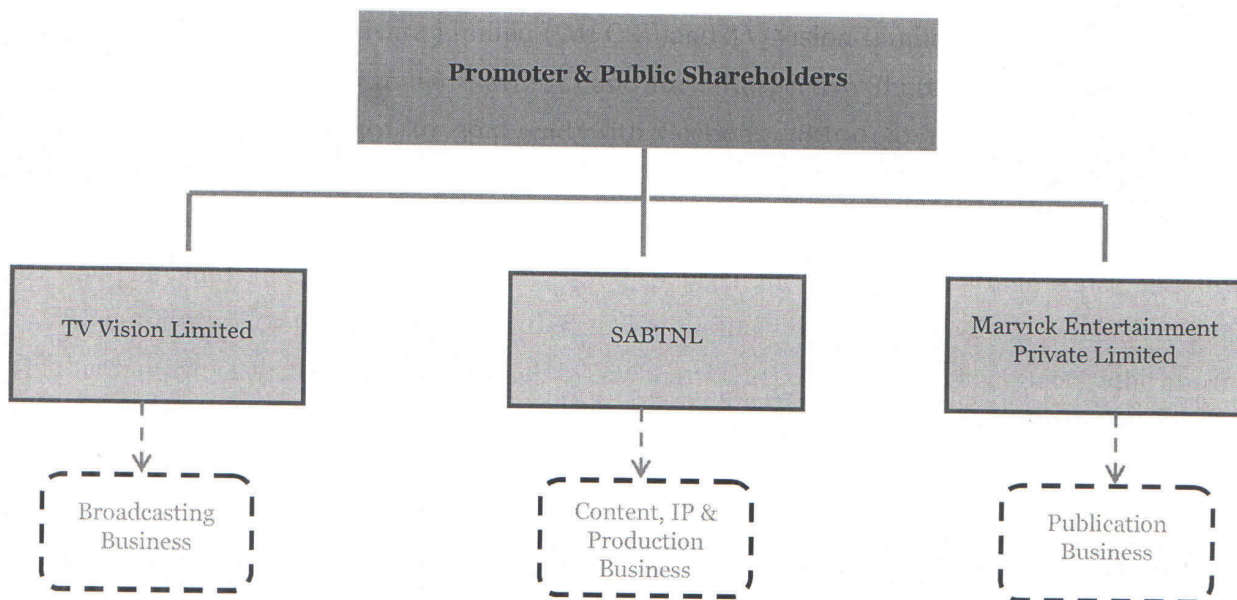 Promoter & Public Shareholders
TV Vision Limited
SABTNL
Marvick Entertainment
Private Limited
Broadcasting
Business
Content, IP &
Production
Business
Publication
Business